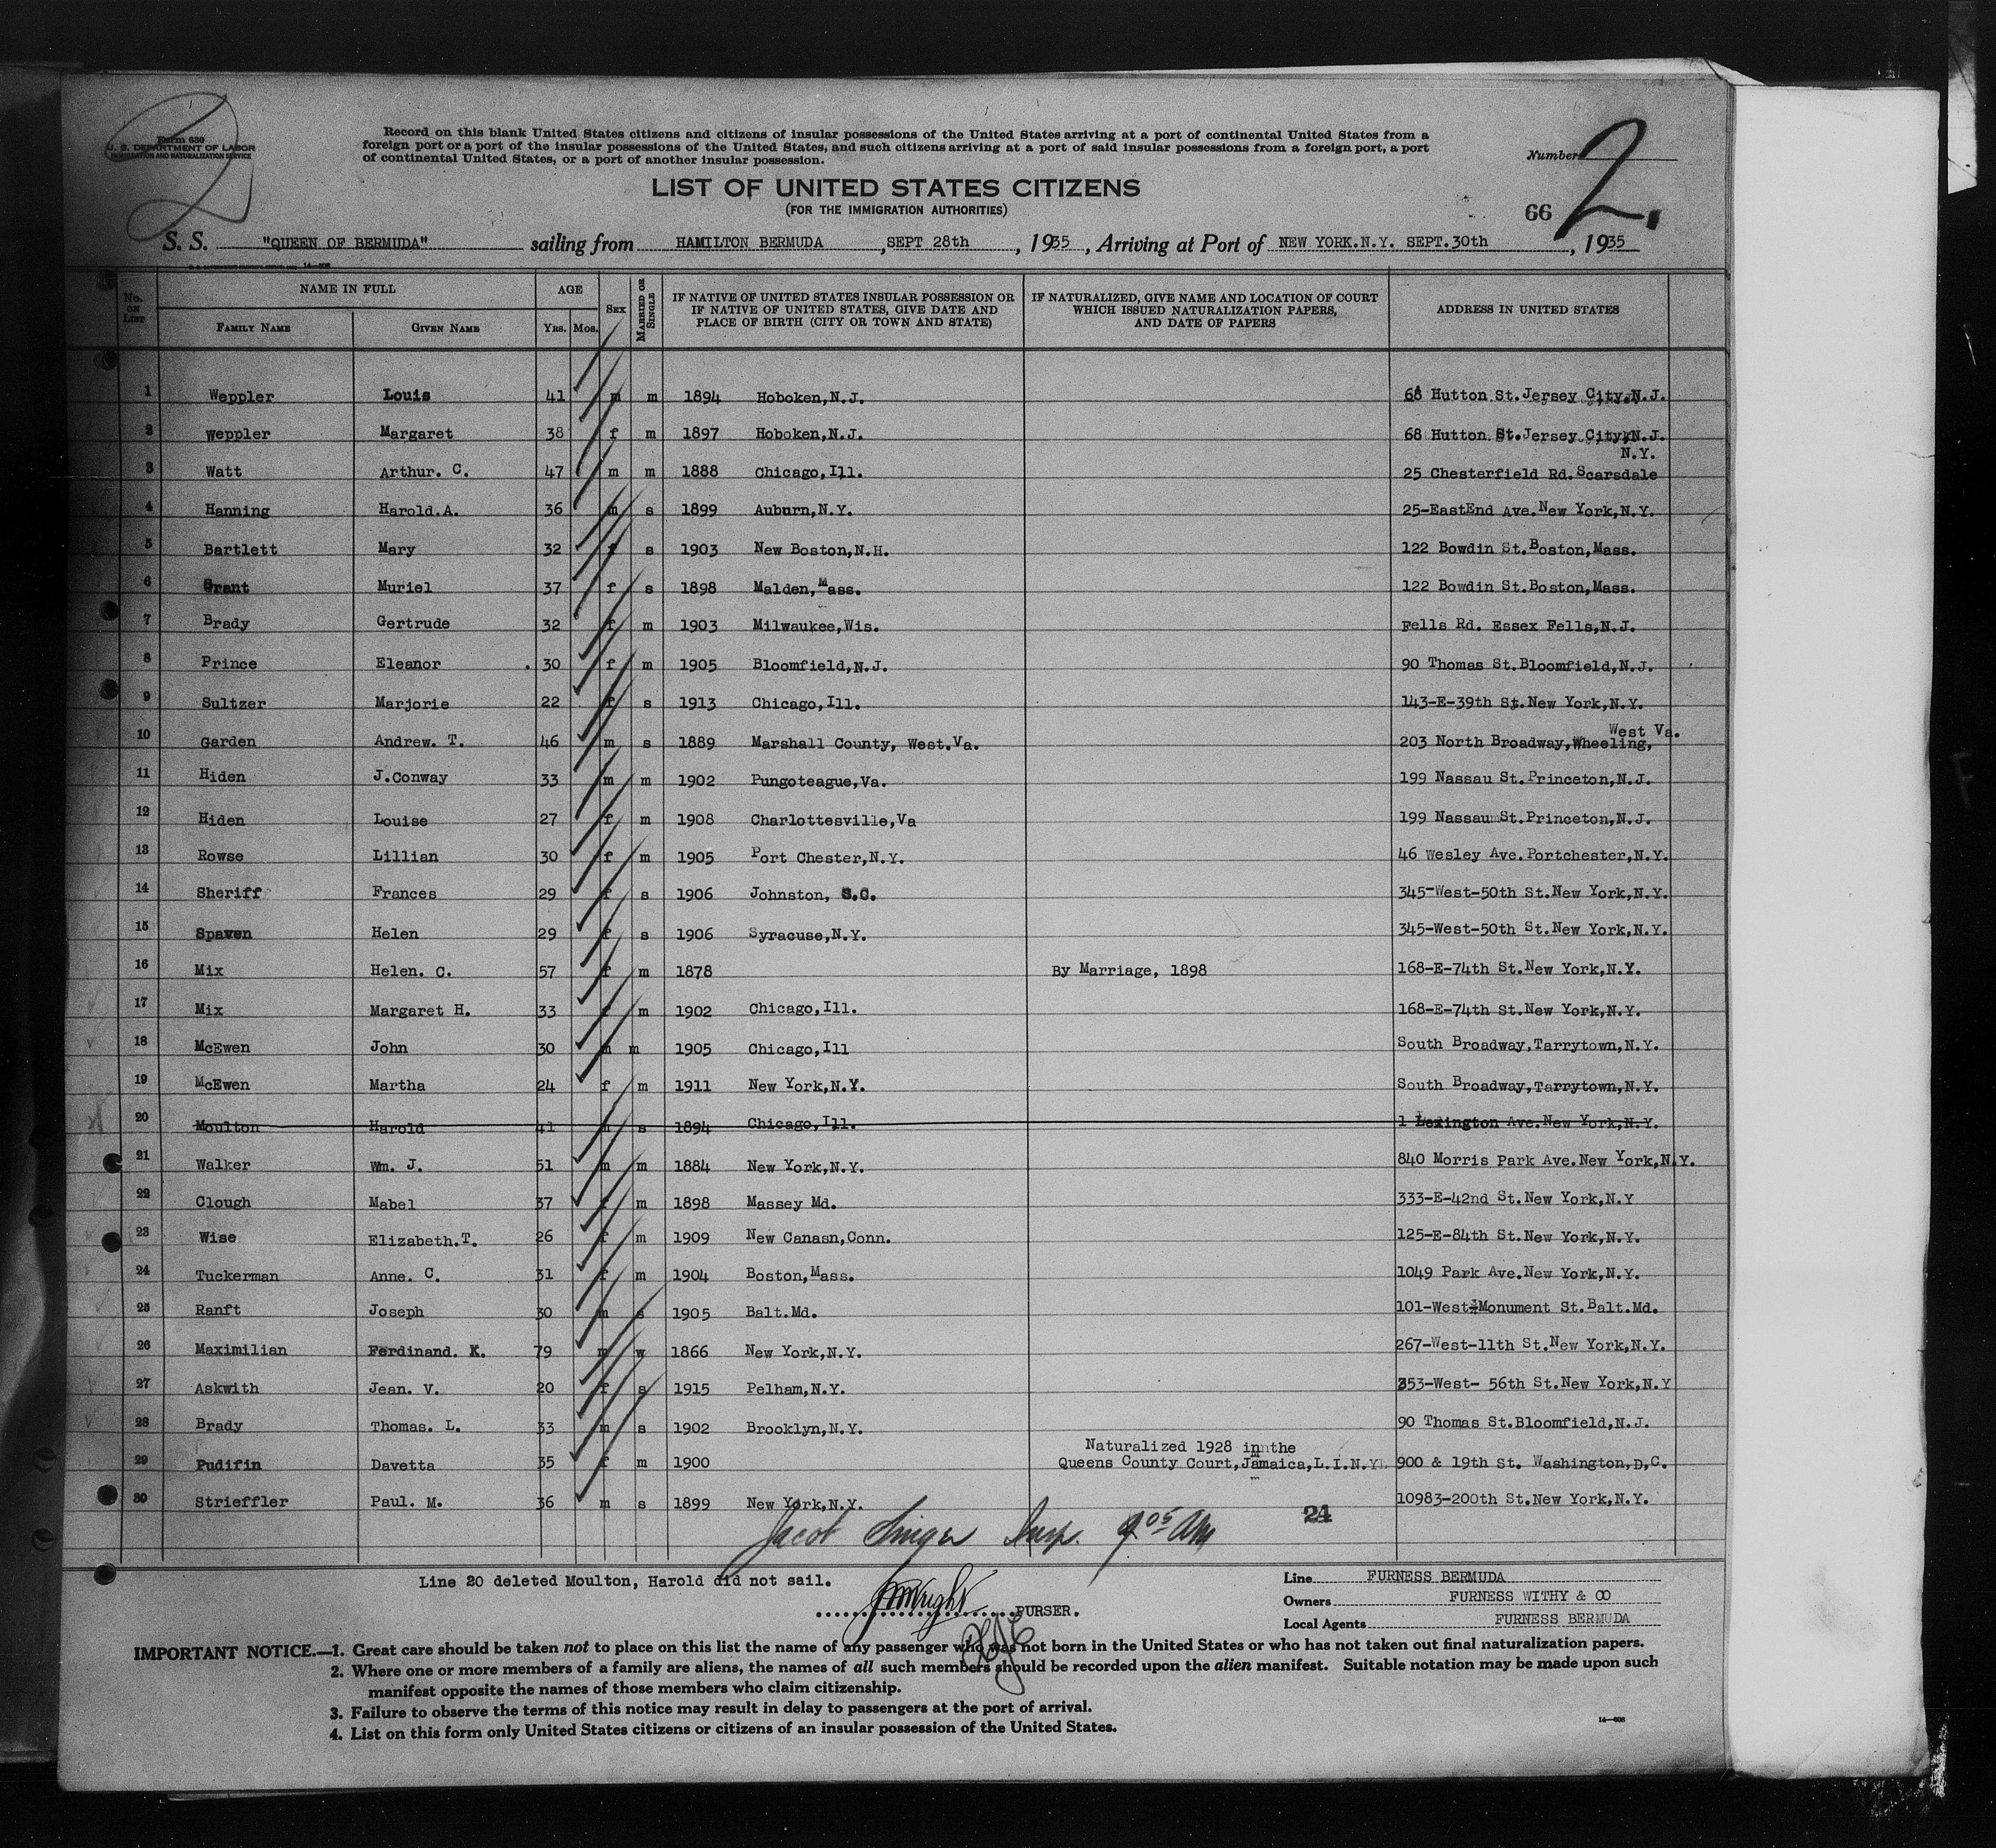 Form 630
U. S. DEPARTMENT OF LABOR
IMMIGRATION AND NATURALIZATION SERVICE
Record on this blank United States citizens and citizens of insular possessions of the United States arriving at a port of continental United States from a
foreign port or a port of the insular possessions of the United States, and such citizens arriving at a port of said insular possessions from a foreign port, a port
of continental United States, or a port of another insular possession.
Number 2.
LIST OF UNITED STATES CITIZENS
(FOR THE IMMIGRATION AUTHORITIES)
66
2
S. S. "QUEEN OF BERMUDA" sailing from HAMILTON BERMUDA, SEPT 28th, 1935, Arriving at Port of NEW YORK.N.Y. SEPT.30th, 1935
No. ON LIST NAME IN FULL AGE SEX MARRIED OR SINGLE IF NATIVE OF UNITED STATES INSULAR POSSESSION OR IF NATIVE OF UNITED STATES, GIVE DATE AND PLACE OF BIRTH (CITY OR TOWN AND STATE) IF NATURALIZED, GIVE NAME AND LOCATION OF COURT WHICH ISSUED NATURALIZATION PAPERS, AND DATE OF PAPERS ADDRESS IN UNITED STATES
FAMILY NAME GIVEN NAME YRS. MOS.
1 Weppler Louis 41 m m 1894 Hoboken,N.J. 68 Hutton St.Jersey City,N.J.
2 Weppler Margaret 38 f m 1897 Hoboken,N.J. 68 Hutton St.Jersey City,N.J.
N.Y.
3 Watt Arthur. C. 47 m m 1888 Chicago,Ill. 25 Chesterfield Rd.Scarsdale
4 Hanning Harold.A. 36 m s 1899 Auburn,N.Y. 25-EastEnd Ave.New York,N.Y.
5 Bartlett Mary 32 f s 1903 New Boston,N.H. 122 Bowdin St.Boston,Mass.
6 Grant Muriel 37 f s 1898 Malden,Mass. 122 Bowdin St.Boston,Mass.
7 Brady Gertrude 32 f m 1903 Milwaukee,Wis. Fells Rd. Essex Fells,N.J.
8 Prince Eleanor . 30 f m 1905 Bloomfield,N.J. 90 Thomas St.Bloomfield,N.J.
9 Sultzer Marjorie 22 f s 1913 Chicago,Ill. 143-E-39th St.New York,N.Y.
West Va.
10 Garden Andrew. T. 46 m s 1889 Marshall County, West.Va. 203 North Broadway,Wheeling,
11 Hiden J.Conway 33 m m 1902 Pungoteague,Va. 199 Nassau St.Princeton,N.J.
12 Hiden Louise 27 f m 1908 Charlottesville,Va 199 Nassau St.Princeton,N.J.
13 Rowse Lillian 30 f m 1905 Port Chester,N.Y. 46 Wesley Ave.Portchester,N.Y.
14 Sheriff Frances 29 f s 1906 Johnston, S.C. 345-West-50th St.New York,N.Y.
15 Spaven Helen 29 f s 1906 Syracuse,N.Y. 345-West-50th St.New York,N.Y.
16 Mix Helen. C. 57 f m 1878 By Marriage, 1898 168-E-74th St.New York,N.Y.
17 Mix Margaret H. 33 f m 1902 Chicago,Ill. 168-E-74th St.New York,N.Y.
18 McEwen John 30 m m 1905 Chicago,Ill South Broadway,Tarrytown,N.Y.
19 McEwen Martha 24 f m 1911 New York,N.Y. South Broadway,Tarrytown,N.Y.
20 Moulton Harold 41 m s 1894 Chicago,Ill. 1 Lexington Ave.New York,N.Y.
21 Walker Wm. J. 51 m m 1884 New York,N.Y. 840 Morris Park Ave.New York,N.Y.
22 Clough Mabel 37 f m 1898 Massey Md. 333-E-42nd St.New York,N.Y
23 Wise Elizabeth.T. 26 f m 1909 New Canasn,Conn. 125-E-84th St.New York,N.Y.
24 Tuckerman Anne. C. 31 f m 1904 Boston,Mass. 1049 Park Ave.New York,N.Y.
25 Ranft Joseph 30 m s 1905 Balt.Md. 101-West Monument St.Balt.Md.
26 Maximilian Ferdinand. K. 79 m w 1866 New York,N.Y. 267-West-11th St.New York,N.Y.
27 Askwith Jean. V. 20 f s 1915 Pelham,N.Y. 353-West- 56th St.New York,N.Y
28 Brady Thomas. L. 33 m s 1902 Brooklyn,N.Y. 90 Thomas St.Bloomfield,N.J.
Naturalized 1928 in the
29 Pudifin Davetta 35 f m 1900 Queens County Court,Jamaica,L.I.N.Y. 900 & 19th St. Washington,D,C.
30 Strieffler Paul. M. 36 m s 1899 New York,N.Y. 10983-200th St.New York,N.Y.
24
Jacob Singer Insp. 9 05 AM
Line 20 deleted Moulton, Harold did not sail.
PURSER.
Line FURNESS BERMUDA
Owners FURNESS WITHY & CO
Local Agents FURNESS BERMUDA
IMPORTANT NOTICE.—1. Great care should be taken not to place on this list the name of any passenger who was not born in the United States or who has not taken out final naturalization papers.
2. Where one or more members of a family are aliens, the names of all such members should be recorded upon the alien manifest. Suitable notation may be made upon such
manifest opposite the names of those members who claim citizenship.
3. Failure to observe the terms of this notice may result in delay to passengers at the port of arrival.
4. List on this form only United States citizens or citizens of an insular possession of the United States.